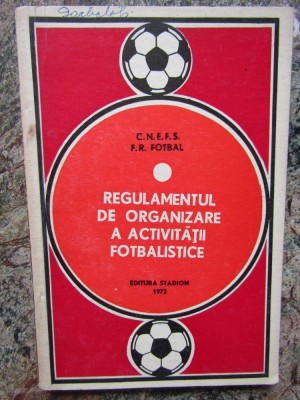 C.N.E.F.S.
F.R. FOTBAL
REGULAMENTUL
DE ORGANIZARE
A ACTIVITĂȚII
FOTBALISTICE
EDITURA STADION
1972